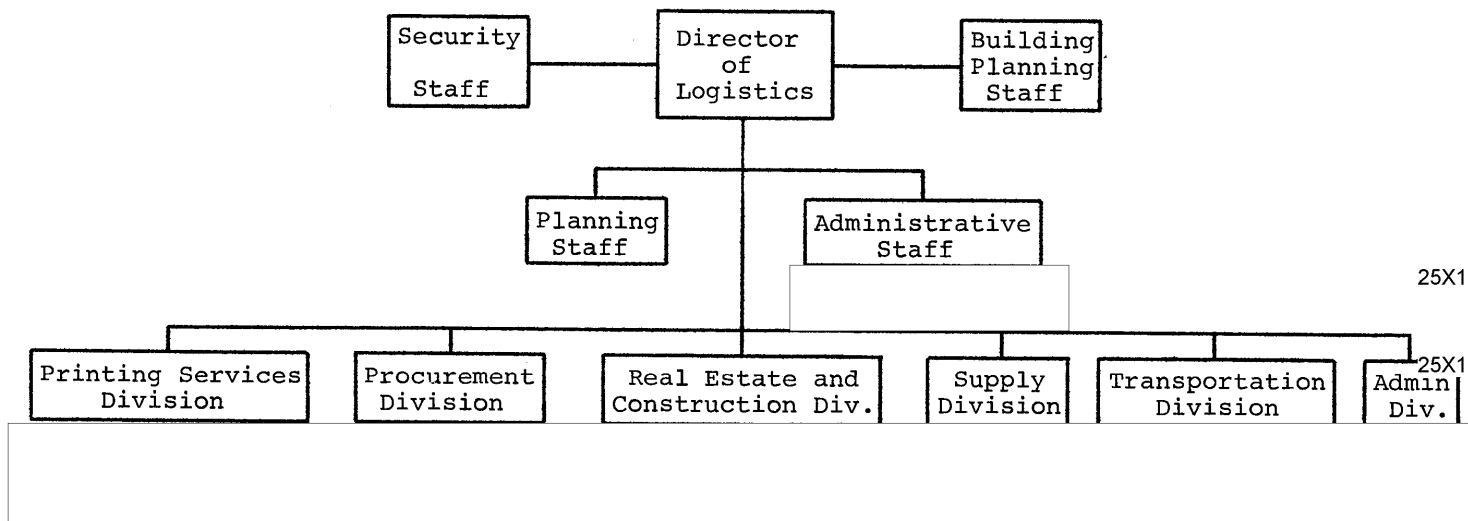 Security
Staff
Director
of
Logistics
Building
Planning
Staff
Planning
Staff
Administrative
Staff
25X1
25X1
Printing Services
Division
Procurement
Division
Real Estate and
Construction Div.
Supply
Division
Transportation
Division
Admin
Div.